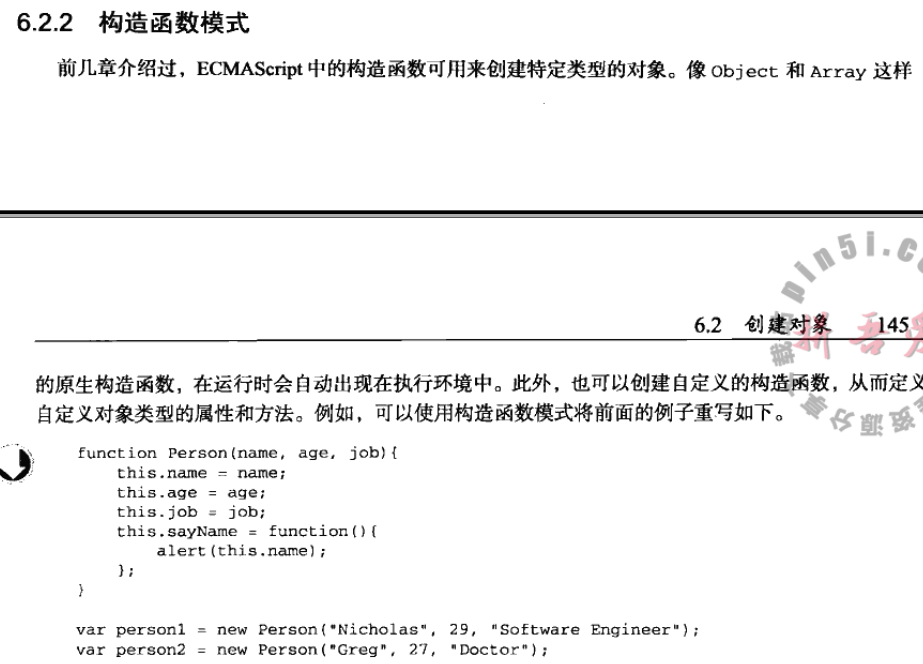 6.2.2 构造函数模式
前几章介绍过，ECMAScript 中的构造函数可用来创建特定类型的对象。像 Object 和 Array 这样
pin5i.c
6.2 创建对象 145
的原生构造函数，在运行时会自动出现在执行环境中。此外，也可以创建自定义的构造函数，从而定义
自定义对象类型的属性和方法。例如，可以使用构造函数模式将前面的例子重写如下。
function Person(name, age, job){
this.name = name;
this.age = age;
this.job = job;
this.sayName = function(){
alert(this.name);
};
}
var person1 = new Person("Nicholas", 29, "Software Engineer");
var person2 = new Person("Greg", 27, "Doctor");